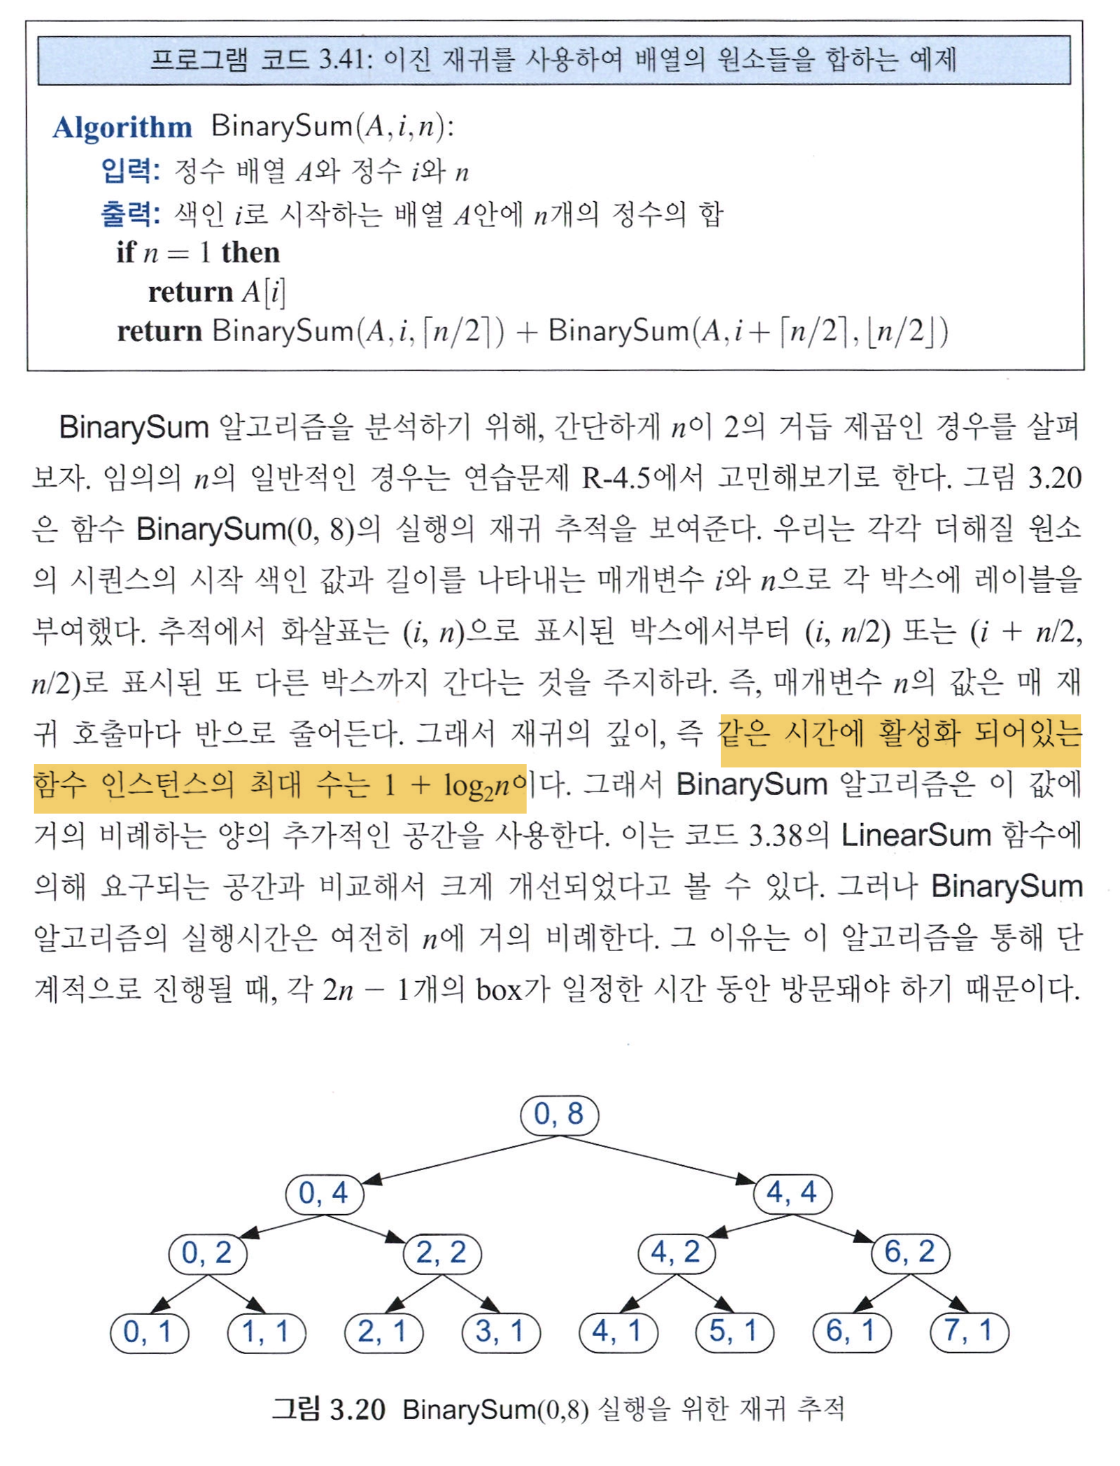 프로그램 코드 3.41: 이진 재귀를 사용하여 배열의 원소들을 합하는 예제
Algorithm BinarySum(A,i,n):
입력: 정수 배열 A와 정수 i와 n
출력: 색인 i로 시작하는 배열 A안에 n개의 정수의 합
if n = 1 then
return A[i]
return BinarySum(A,i,⌈n/2⌉) + BinarySum(A,i+⌈n/2⌉,⌊n/2⌋)
BinarySum 알고리즘을 분석하기 위해, 간단하게 n이 2의 거듭 제곱인 경우를 살펴
보자. 임의의 n의 일반적인 경우는 연습문제 R-4.5에서 고민해보기로 한다. 그림 3.20
은 함수 BinarySum(0, 8)의 실행의 재귀 추적을 보여준다. 우리는 각각 더해질 원소
의 시퀀스의 시작 색인 값과 길이를 나타내는 매개변수 i와 n으로 각 박스에 레이블을
부여했다. 추적에서 화살표는 (i, n)으로 표시된 박스에서부터 (i, n/2) 또는 (i + n/2,
n/2)로 표시된 또 다른 박스까지 간다는 것을 주지하라. 즉, 매개변수 n의 값은 매 재
귀 호출마다 반으로 줄어든다. 그래서 재귀의 깊이, 즉 같은 시간에 활성화 되어있는
함수 인스턴스의 최대 수는 1 + log₂n이다. 그래서 BinarySum 알고리즘은 이 값에
거의 비례하는 양의 추가적인 공간을 사용한다. 이는 코드 3.38의 LinearSum 함수에
의해 요구되는 공간과 비교해서 크게 개선되었다고 볼 수 있다. 그러나 BinarySum
알고리즘의 실행시간은 여전히 n에 거의 비례한다. 그 이유는 이 알고리즘을 통해 단
계적으로 진행될 때, 각 2n − 1개의 box가 일정한 시간 동안 방문돼야 하기 때문이다.
0, 8
0, 4 4, 4
0, 2 2, 2 4, 2 6, 2
0, 1 1, 1 2, 1 3, 1 4, 1 5, 1 6, 1 7, 1
그림 3.20 BinarySum(0,8) 실행을 위한 재귀 추적